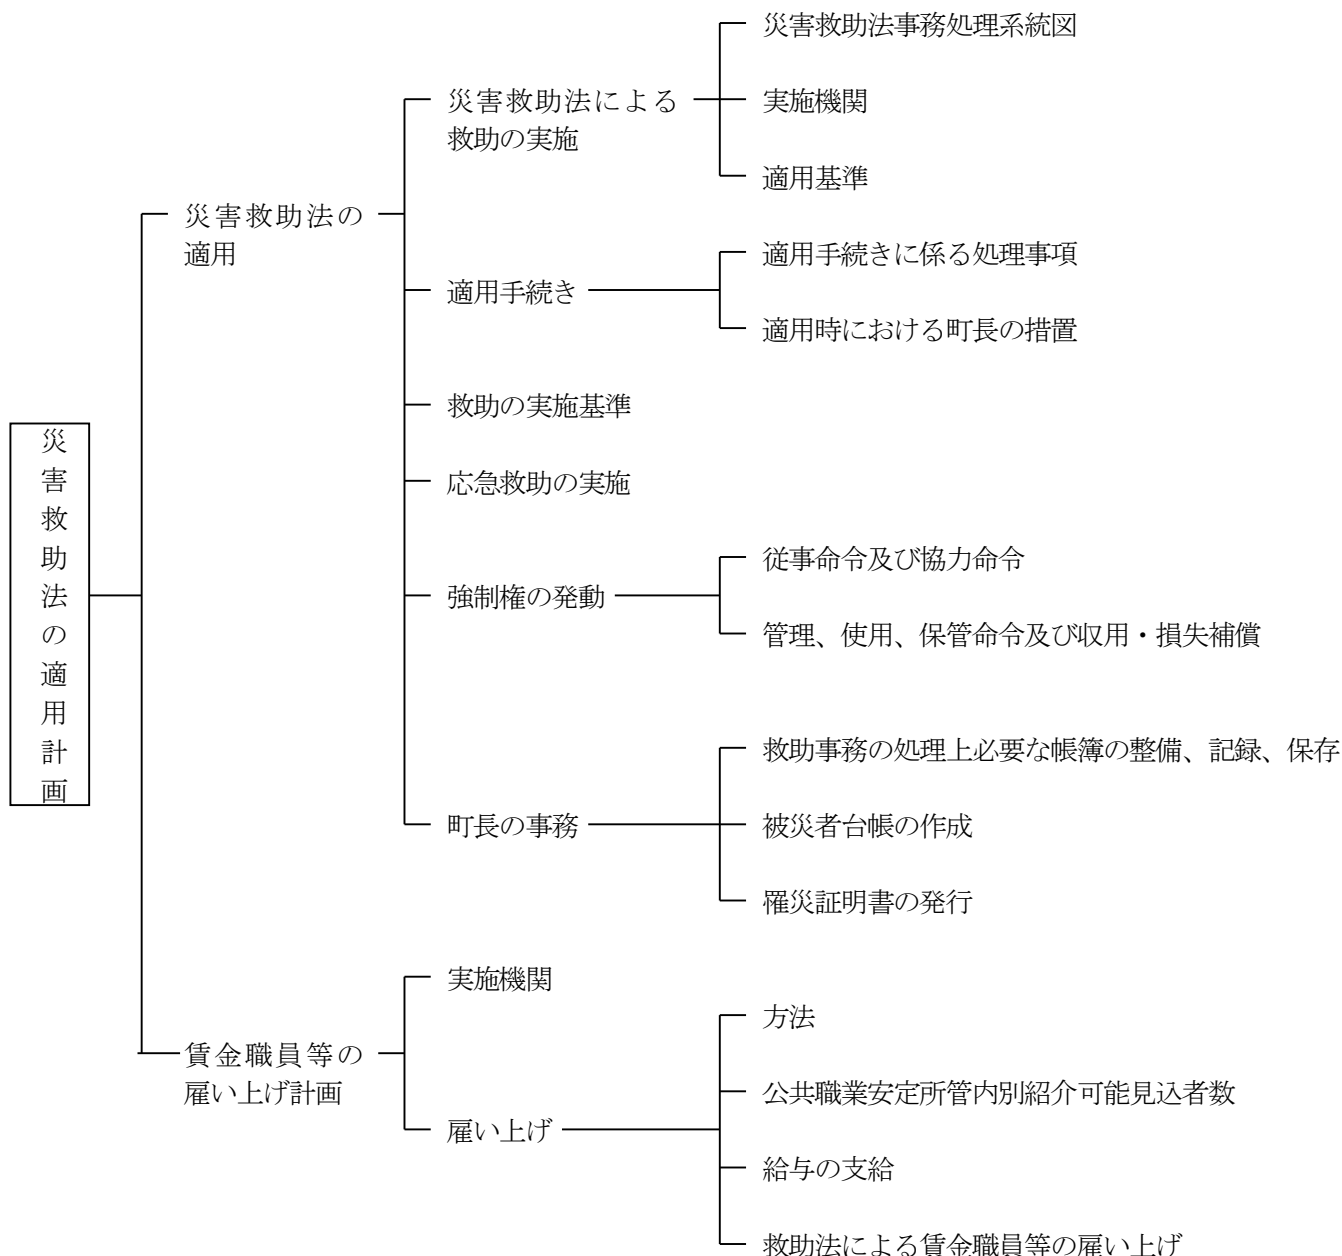 災害救助法の適用計画
災害救助法の
適用
災害救助法による
救助の実施
災害救助法事務処理系統図
実施機関
適用基準
適用手続き
適用手続きに係る処理事項
適用時における町長の措置
救助の実施基準
応急救助の実施
強制権の発動
従事命令及び協力命令
管理、使用、保管命令及び収用・損失補償
町長の事務
救助事務の処理上必要な帳簿の整備、記録、保存
被災者台帳の作成
罹災証明書の発行
賃金職員等の
雇い上げ計画
実施機関
雇い上げ
方法
公共職業安定所管内別紹介可能見込者数
給与の支給
救助法による賃金職員等の雇い上げ